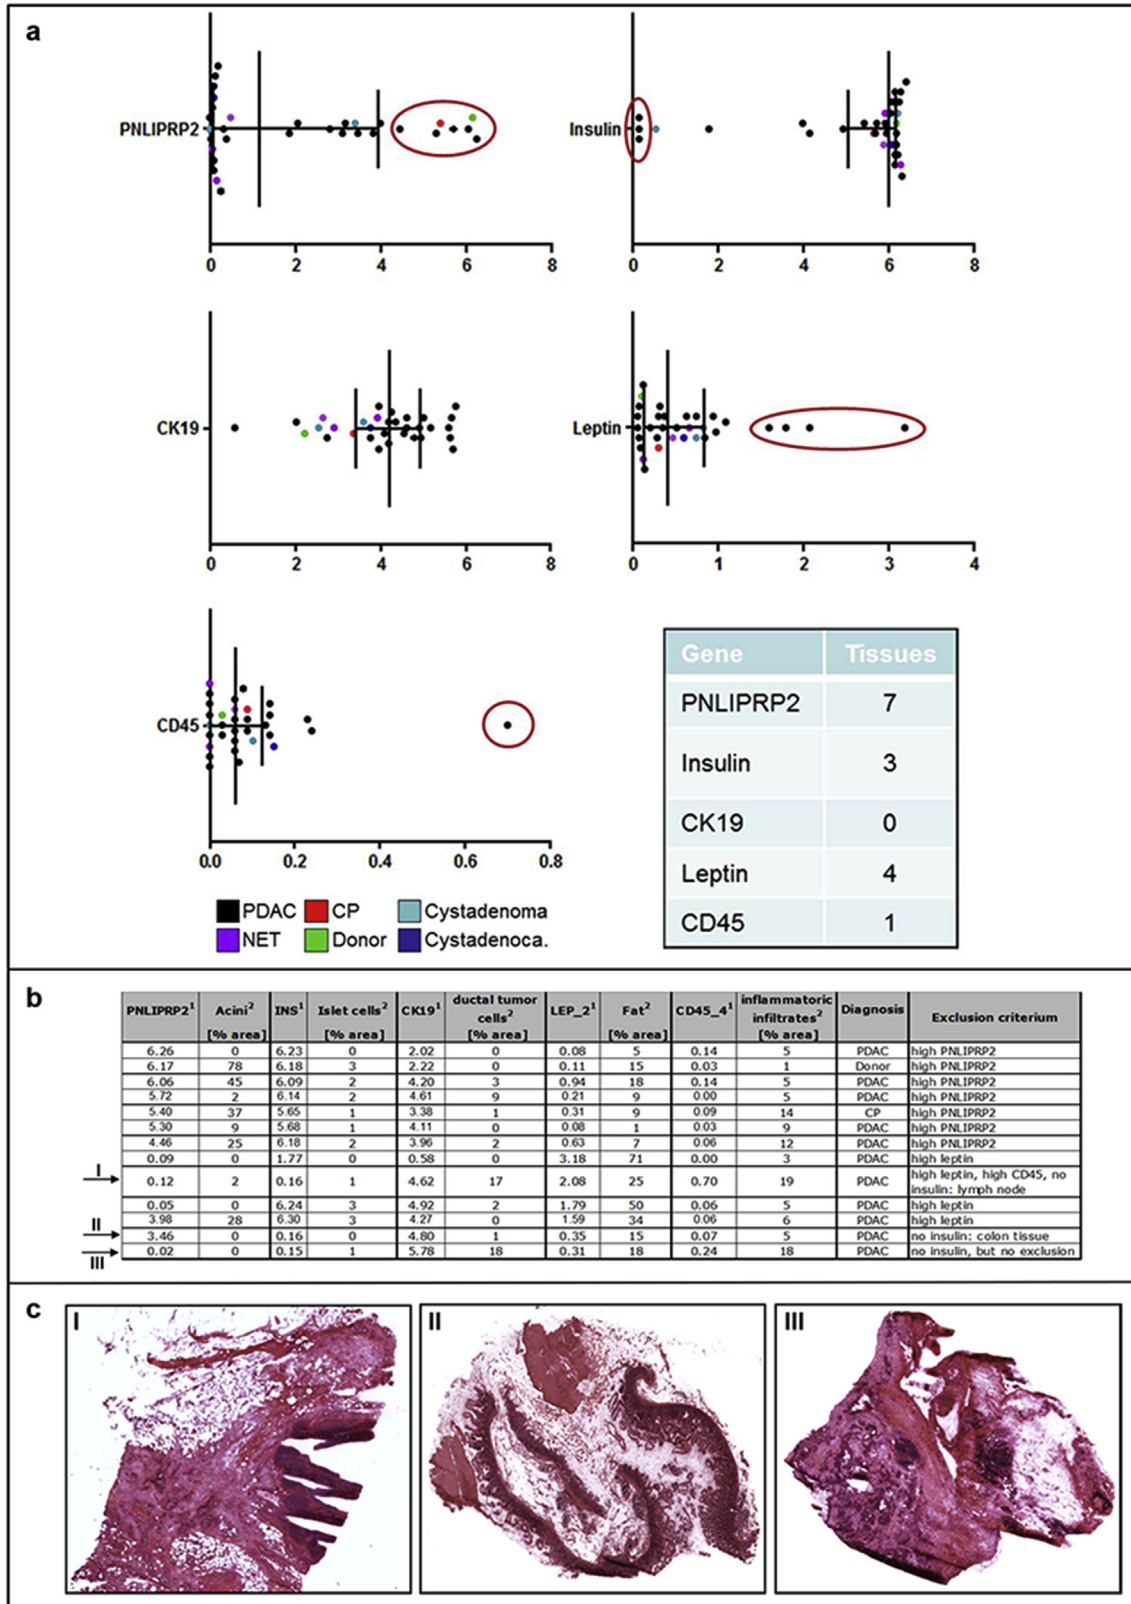 a
PNLIPRP2
0 2 4 6 8
Insulin
0 2 4 6 8
CK19
0 2 4 6 8
Leptin
0 1 2 3 4
CD45
0.0 0.2 0.4 0.6 0.8
PDAC CP Cystadenoma
NET Donor Cystadenoca.
Gene Tissues
PNLIPRP2 7
Insulin 3
CK19 0
Leptin 4
CD45 1
b
PNLIPRP2¹ Acini² [% area] INS¹ Islet cells² [% area] CK19¹ ductal tumor cells² [% area] LEP_2¹ Fat² [% area] CD45_4¹ inflammatoric infiltrates² [% area] Diagnosis Exclusion criterium
6.26 0 6.23 0 2.02 0 0.08 5 0.14 5 PDAC high PNLIPRP2
6.17 78 6.18 3 2.22 0 0.11 15 0.03 1 Donor high PNLIPRP2
6.06 45 6.09 2 4.20 3 0.94 18 0.14 5 PDAC high PNLIPRP2
5.72 2 6.14 2 4.61 9 0.21 9 0.00 5 PDAC high PNLIPRP2
5.40 37 5.65 1 3.38 1 0.31 9 0.09 14 CP high PNLIPRP2
5.30 9 5.68 1 4.11 0 0.08 1 0.03 9 PDAC high PNLIPRP2
4.46 25 6.18 2 3.96 2 0.63 7 0.06 12 PDAC high PNLIPRP2
0.09 0 1.77 0 0.58 0 3.18 71 0.00 3 PDAC high leptin
I 0.12 2 0.16 1 4.62 17 2.08 25 0.70 19 PDAC high leptin, high CD45, no insulin: lymph node
0.05 0 6.24 3 4.92 2 1.79 50 0.06 5 PDAC high leptin
3.98 28 6.30 3 4.27 0 1.59 34 0.06 6 PDAC high leptin
II 3.46 0 0.16 0 4.80 1 0.35 15 0.07 5 PDAC no insulin: colon tissue
III 0.02 0 0.15 1 5.78 18 0.31 18 0.24 18 PDAC no insulin, but no exclusion
c
I
II
III